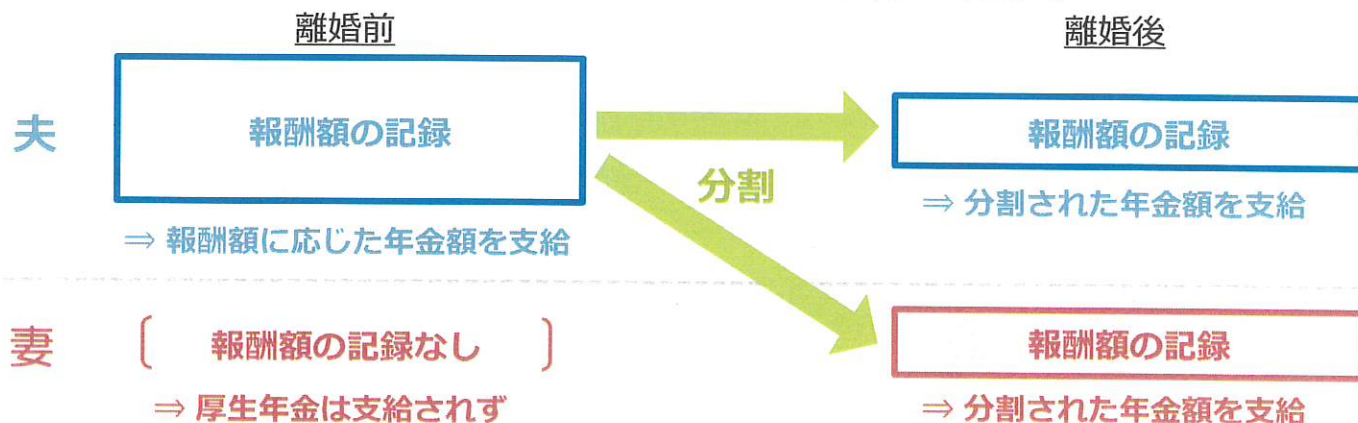 離婚前
離婚後
夫
報酬額の記録
分割
報酬額の記録
⇒ 報酬額に応じた年金額を支給
⇒ 分割された年金額を支給
妻
〔 報酬額の記録なし 〕
報酬額の記録
⇒ 厚生年金は支給されず
⇒ 分割された年金額を支給